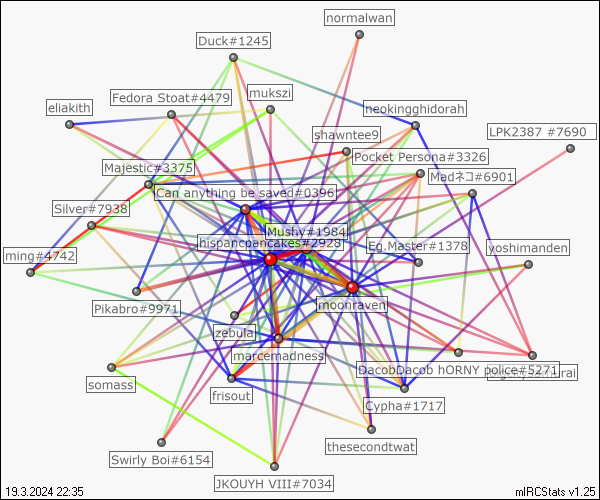 normalwan
Duck#1245
mukszi
Fedora Stoat#4479
eliakith
neokingghidorah
shawntee9
LPK2387 #7690
Pocket Persona#3326
Majestic#3375
Madネコ#6901
Can anything be saved#0396
Silver#7938
Mushy#1984
hispancpancakes#2928
Eg.Master#1378
yoshimanden
ming#4742
Pikabro#9971
moonraven
zebula
marcemadness
DacobDacob hORNY police#5271
somass
frisout
Cypha#1717
thesecondtwat
Swirly Boi#6154
JKOUYH VIII#7034
19.3.2024 22:35
mIRCStats v1.25